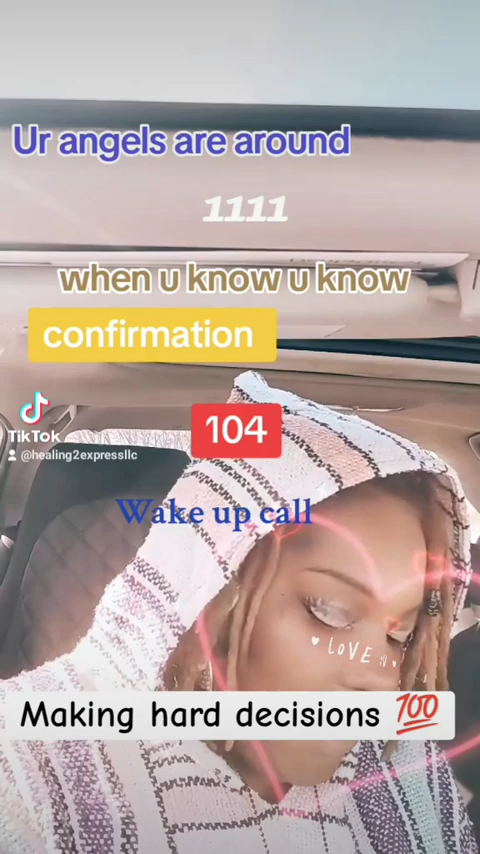 Ur angels are around
1111
when u know u know
confirmation
104
TikTok
@healing2expressllc
Wake up call
LOVE
Making hard decisions 💯